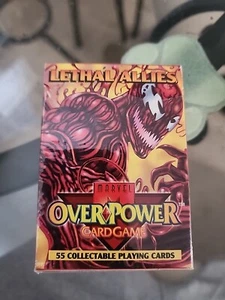 LETHAL ALLIES
MARVEL
OVERPOWER
CARD GAME
55 COLLECTABLE PLAYING CARDS